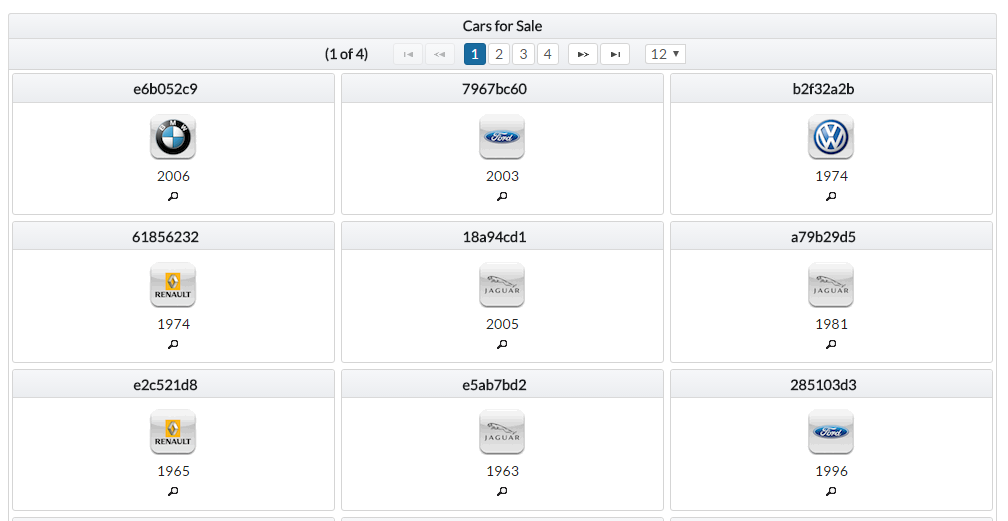 Cars for Sale
(1 of 4) 1 2 3 4 12
e6b052c9 7967bc60 b2f32a2b
BMW Ford
2006 2003 1974
61856232 18a94cd1 a79b29d5
RENAULT JAGUAR JAGUAR
1974 2005 1981
e2c521d8 e5ab7bd2 285103d3
RENAULT JAGUAR Ford
1965 1963 1996